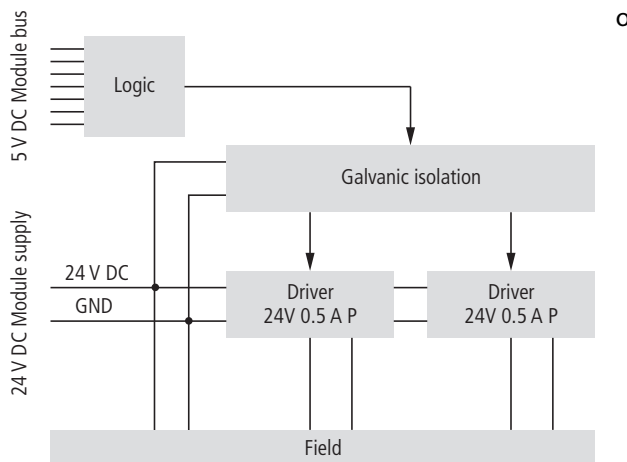 5 V DC Module bus
Logic
Galvanic isolation
24 V DC Module supply
24 V DC
GND
Driver
24V 0.5 A P
Driver
24V 0.5 A P
Field